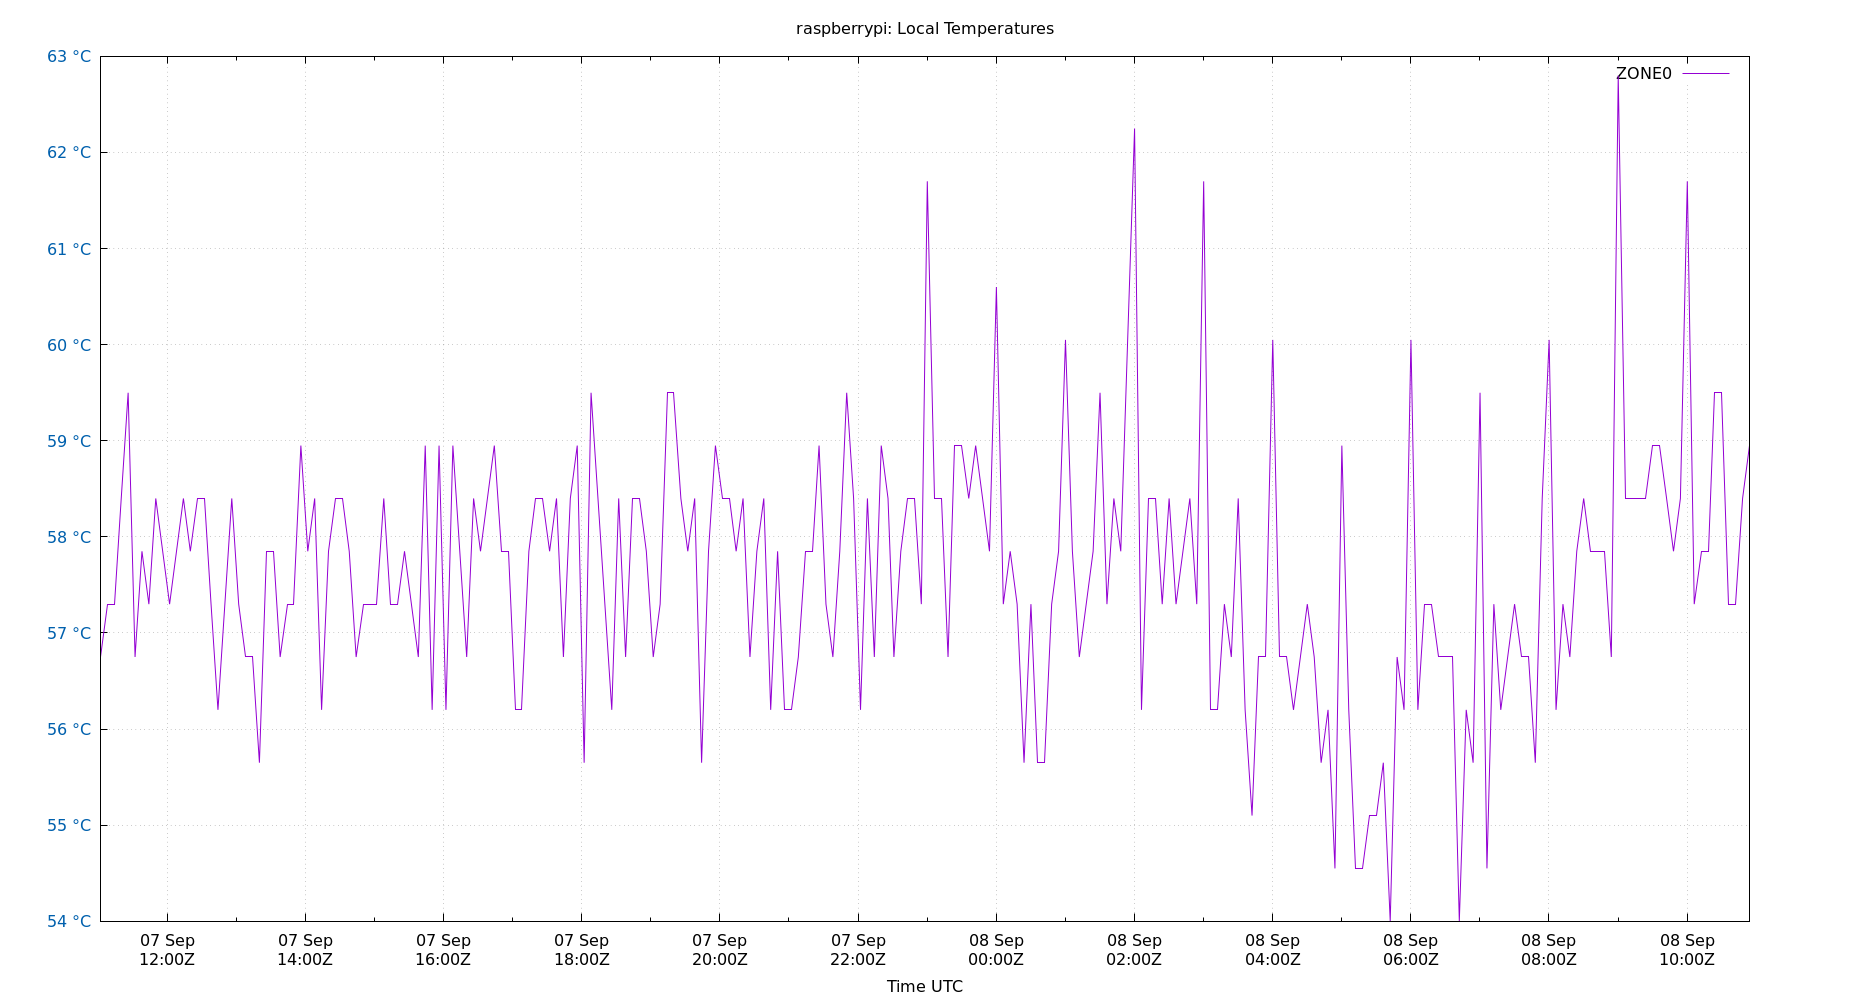 raspberrypi: Local Temperatures
63 °C
ZONE0
62 °C
61 °C
60 °C
59 °C
58 °C
57 °C
56 °C
55 °C
54 °C
07 Sep 07 Sep 07 Sep 07 Sep 07 Sep 07 Sep 08 Sep 08 Sep 08 Sep 08 Sep 08 Sep 08 Sep
12:00Z 14:00Z 16:00Z 18:00Z 20:00Z 22:00Z 00:00Z 02:00Z 04:00Z 06:00Z 08:00Z 10:00Z
Time UTC